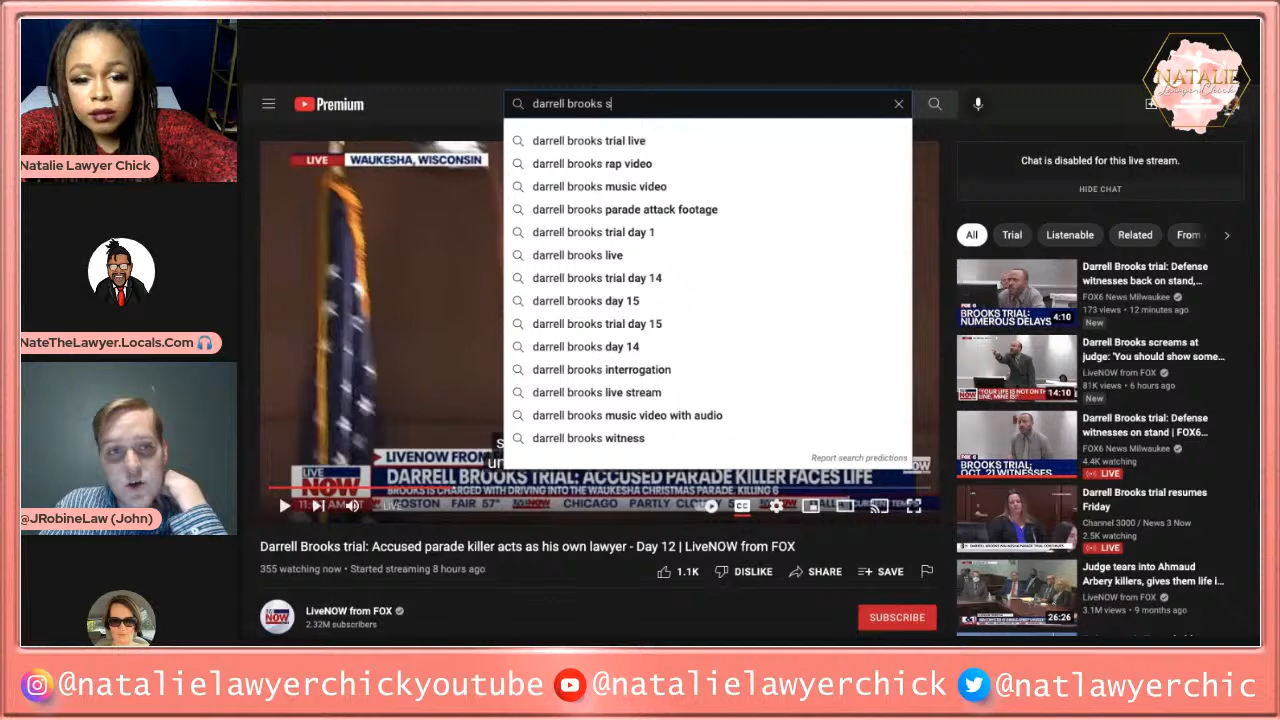 NATALIE
LawyerChick
Natalie Lawyer Chick
NateTheLawyer.Locals.Com
@JRobineLaw (John)
Premium
darrell brooks s
darrell brooks trial live
darrell brooks rap video
darrell brooks music video
darrell brooks parade attack footage
darrell brooks trial day 1
darrell brooks live
darrell brooks trial day 14
darrell brooks day 15
darrell brooks trial day 15
darrell brooks day 14
darrell brooks interrogation
darrell brooks live stream
darrell brooks music video with audio
darrell brooks witness
Report search predictions
LIVE WAUKESHA, WISCONSIN
LIVE
NOW
LIVENOW FROM
DARRELL BROOKS TRIAL: ACCUSED PARADE KILLER FACES LIFE
BROOKS IS CHARGED WITH DRIVING INTO THE WAUKESHA CHRISTMAS PARADE, KILLING 6
LIVE
CC
Darrell Brooks trial: Accused parade killer acts as his own lawyer - Day 12 | LiveNOW from FOX
355 watching now • Started streaming 8 hours ago
1.1K
DISLIKE
SHARE
SAVE
LIVE
NOW
LiveNOW from FOX
2.32M subscribers
SUBSCRIBE
Chat is disabled for this live stream.
HIDE CHAT
All
Trial
Listenable
Related
From
BROOKS TRIAL:
NUMEROUS DELAYS
4:10
Darrell Brooks trial: Defense
witnesses back on stand,...
FOX6 News Milwaukee
173 views • 12 minutes ago
New
14:10
Darrell Brooks screams at
judge: 'You should show some...
LiveNOW from FOX
81K views • 6 hours ago
New
BROOKS TRIAL:
OCT. 21 WITNESSES
Darrell Brooks trial: Defense
witnesses on stand | FOX6...
FOX6 News Milwaukee
4.4K watching
LIVE
Darrell Brooks trial resumes
Friday
Channel 3000 / News 3 Now
2.5K watching
LIVE
26:26
Judge tears into Ahmaud
Arbery killers, gives them life i...
LiveNOW from FOX
3.1M views • 9 months ago
@natalielawyerchickyoutube
@natalielawyerchick
@natlawyerchic